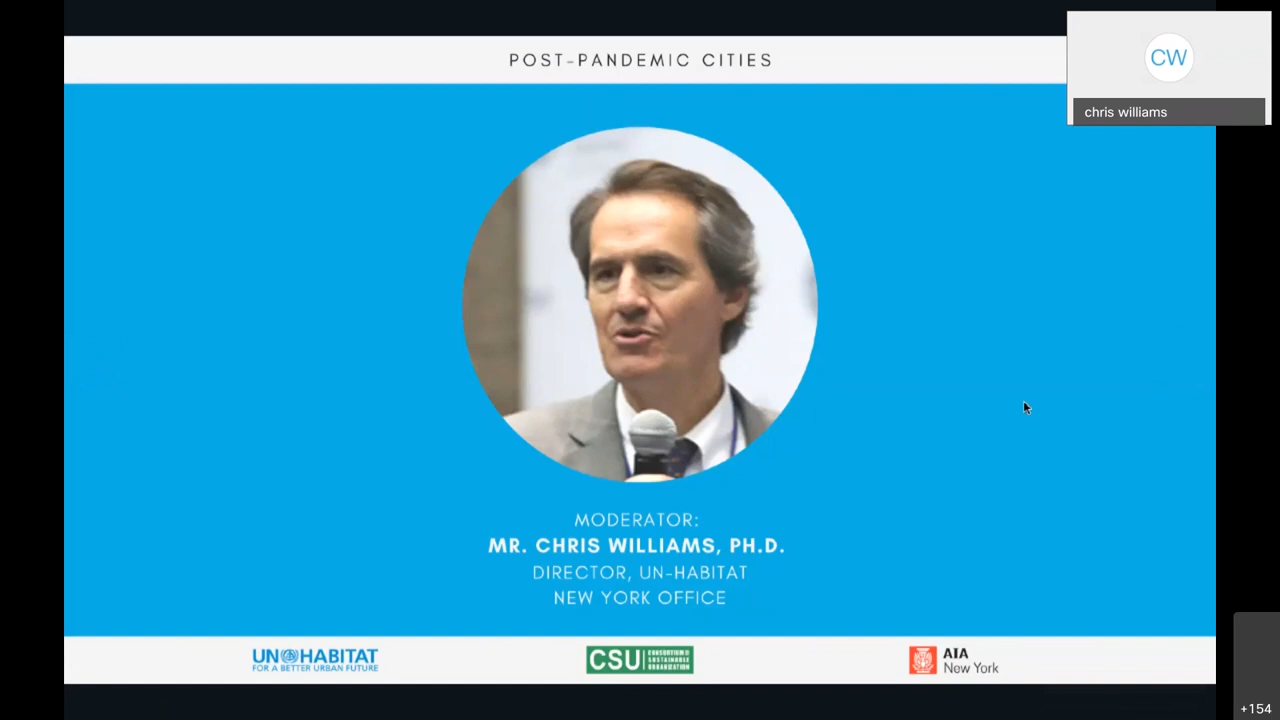 POST-PANDEMIC CITIES
CW
chris williams
MODERATOR:
MR. CHRIS WILLIAMS, PH.D.
DIRECTOR, UN-HABITAT
NEW YORK OFFICE
UN HABITAT
FOR A BETTER URBAN FUTURE
CSU
SUSTAINABLE
AIA
New York
+154